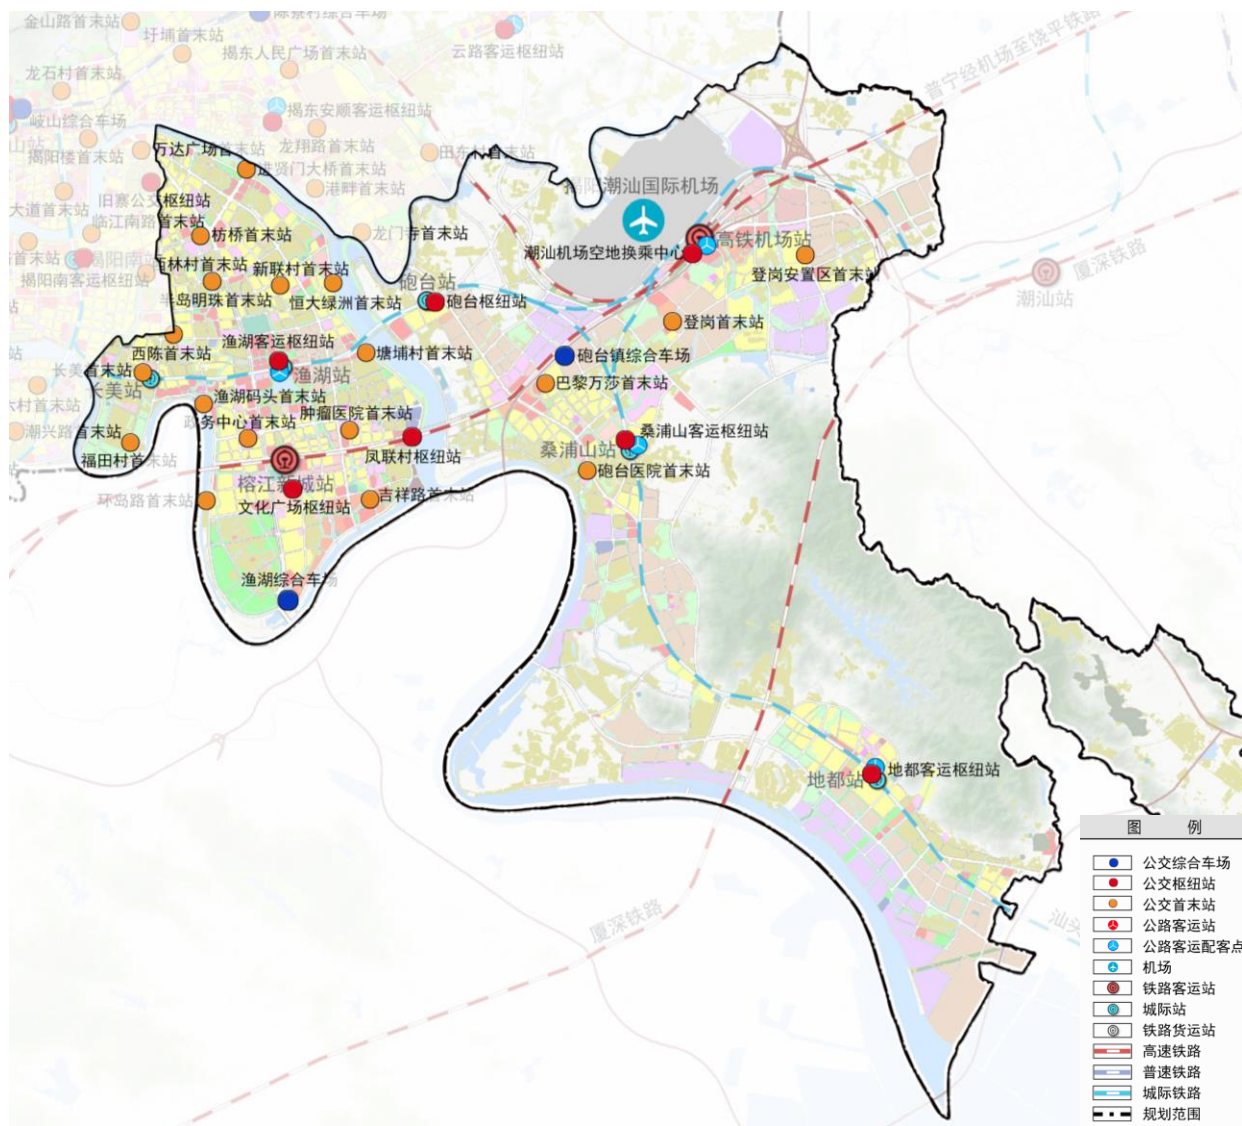 金山路首末站
陈蔡村综合车场
圩埔首末站
揭东人民广场首末站
云路客运枢纽站
龙石村首末站
普宁经机场至饶平铁路
揭东安顺客运枢纽站
岐山综合车场
龙翔路首末站
揭阳楼首末站
万达广场首末站
田东村首末站
进贤门大桥首末站
港畔首末站
旧寨公交枢纽站
揭阳潮汕国际机场
大道首末站
临江南路首末站
枋桥首末站
龙门寺首末站
高铁机场站
潮汕机场空地换乘中心
厦深铁路
揭阳南站
揭阳南客运枢纽站
新联村首末站
登岗安置区首末站
潮汕站
砲台站
半岛明珠首末站
恒大绿洲首末站
砲台枢纽站
登岗首末站
渔湖客运枢纽站
西陈首末站
塘埔村首末站
砲台镇综合车场
长美首末站
长美站
渔湖站
巴黎万莎首末站
渔湖码头首末站
肿瘤医院首末站
政务中心首末站
潮兴路首末站
桑浦山客运枢纽站
桑浦山站
福田村首末站
凤联村枢纽站
砲台医院首末站
榕江新城站
环岛路首末站
文化广场枢纽站
吉祥路首末站
渔湖综合车场
地都客运枢纽站
地都站
厦深铁路
汕头
图 例
公交综合车场
公交枢纽站
公交首末站
公路客运站
公路客运配客点
机场
铁路客运站
城际站
铁路货运站
高速铁路
普速铁路
城际铁路
规划范围